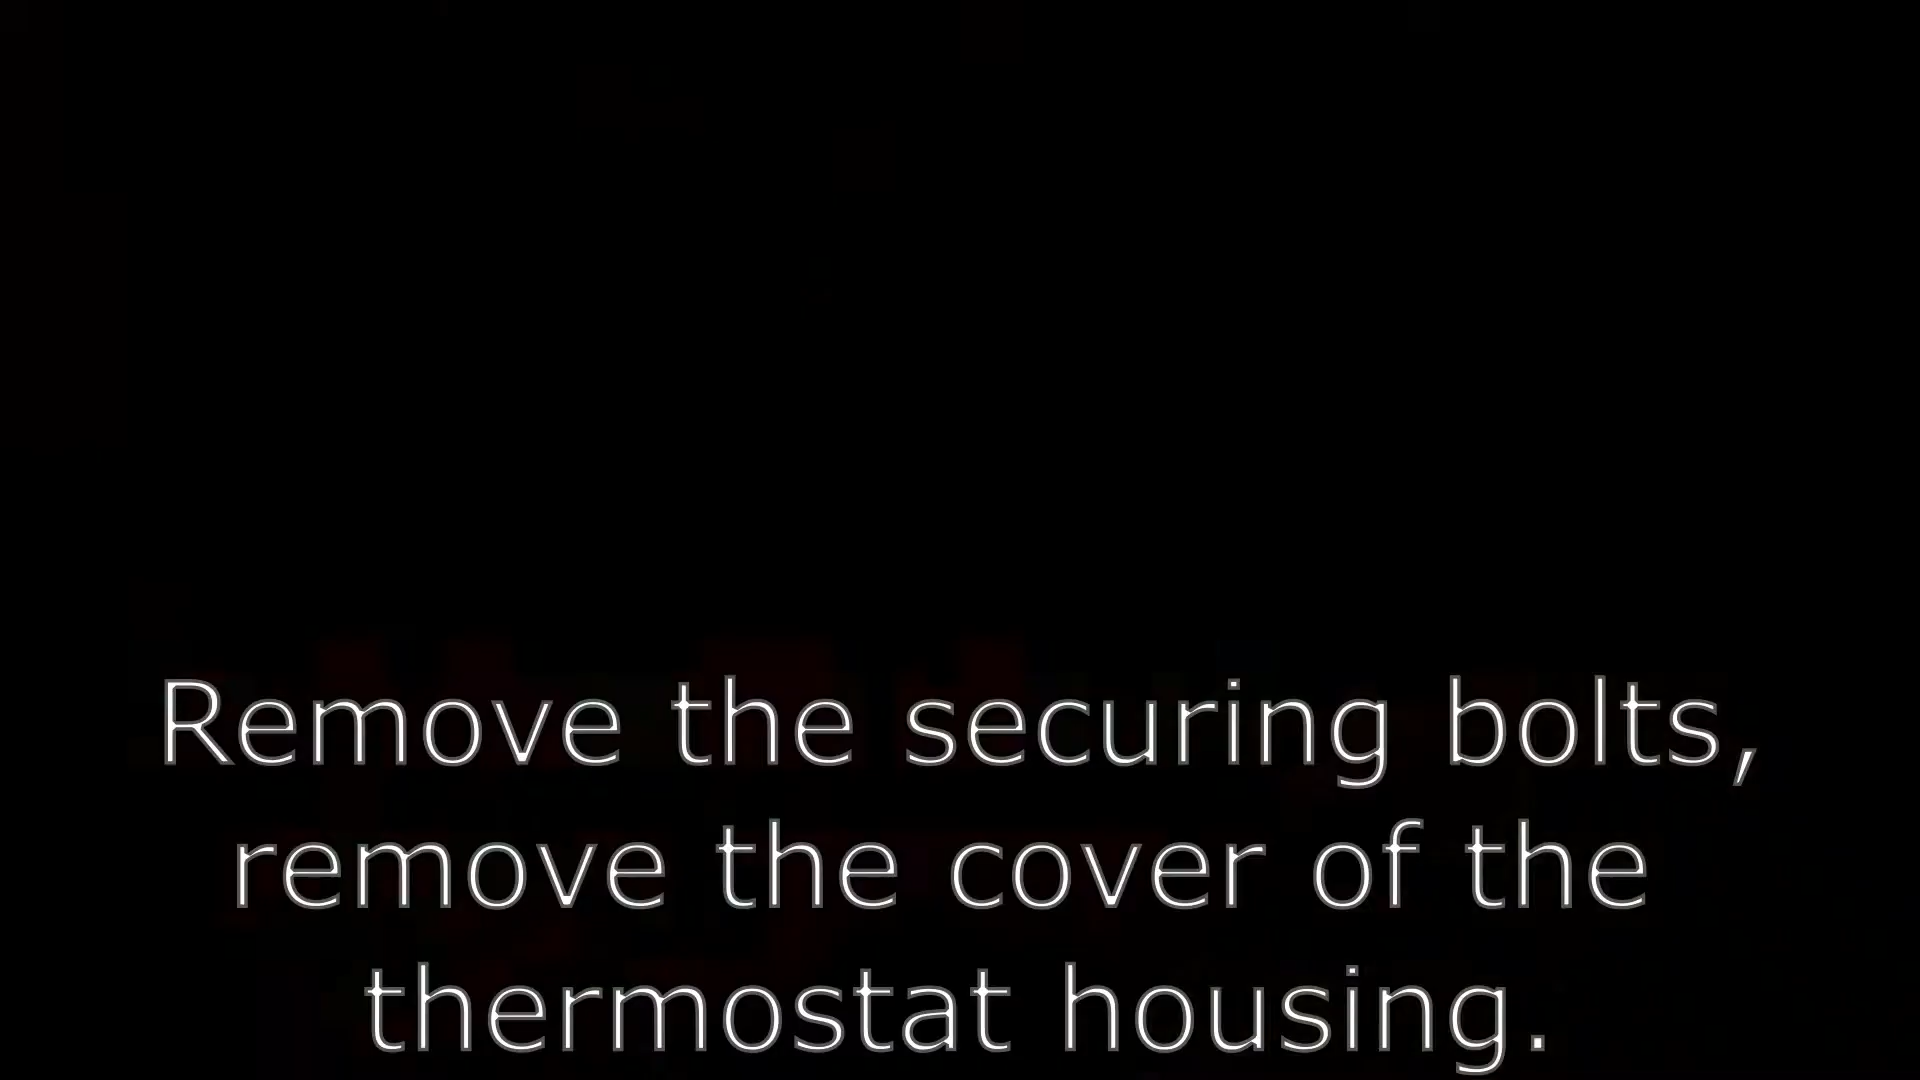 Remove the securing bolts,
remove the cover of the
thermostat housing.